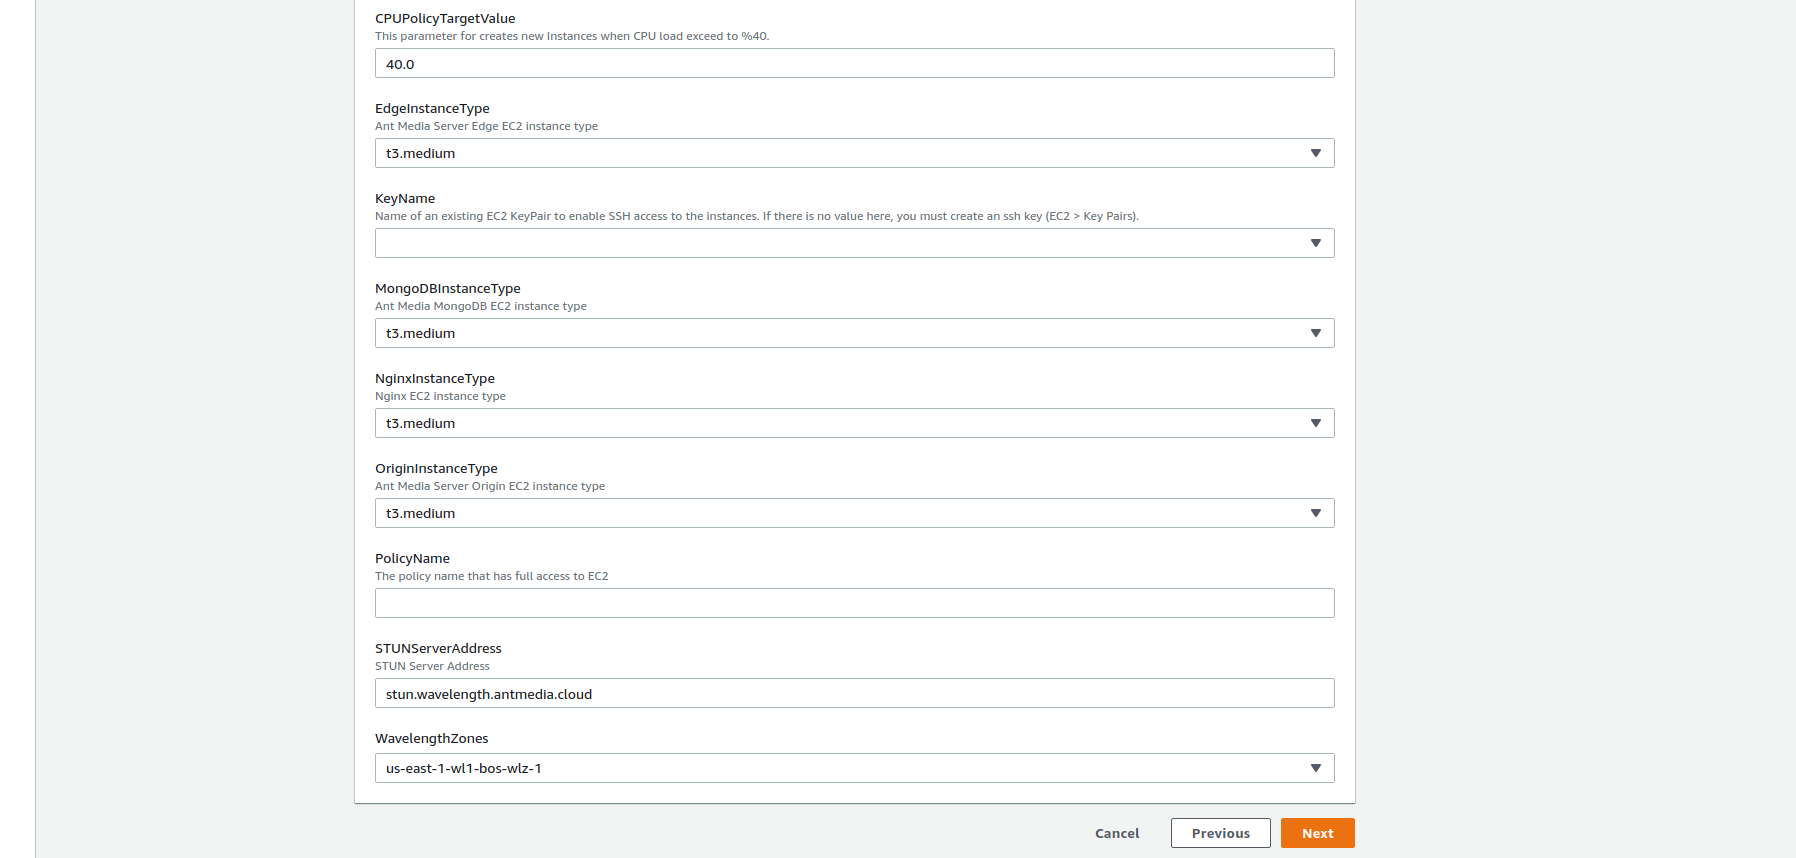 CPUPolicyTargetValue
This parameter for creates new Instances when CPU load exceed to %40.
40.0
EdgeInstanceType
Ant Media Server Edge EC2 instance type
t3.medium
KeyName
Name of an existing EC2 KeyPair to enable SSH access to the instances. If there is no value here, you must create an ssh key (EC2 > Key Pairs).
MongoDBInstanceType
Ant Media MongoDB EC2 instance type
t3.medium
NginxInstanceType
Nginx EC2 instance type
t3.medium
OriginInstanceType
Ant Media Server Origin EC2 instance type
t3.medium
PolicyName
The policy name that has full access to EC2
STUNServerAddress
STUN Server Address
stun.wavelength.antmedia.cloud
WavelengthZones
us-east-1-wl1-bos-wlz-1
Cancel Previous Next